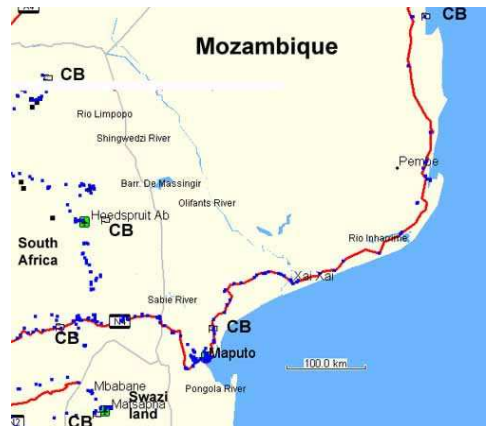 CB
Mozambique
CB
Rio Limpopo
Shingwedzi River
Pembe
Barr. De Massingir
Olifants River
Hoedspruit Ab
CB
South
Africa
Rio Inharrime
Xai Xai
Sabie River
N4
CB
CB
Maputo
100.0 km
Mbabane
Pongola River
Swazi
land
Matsapha
CB